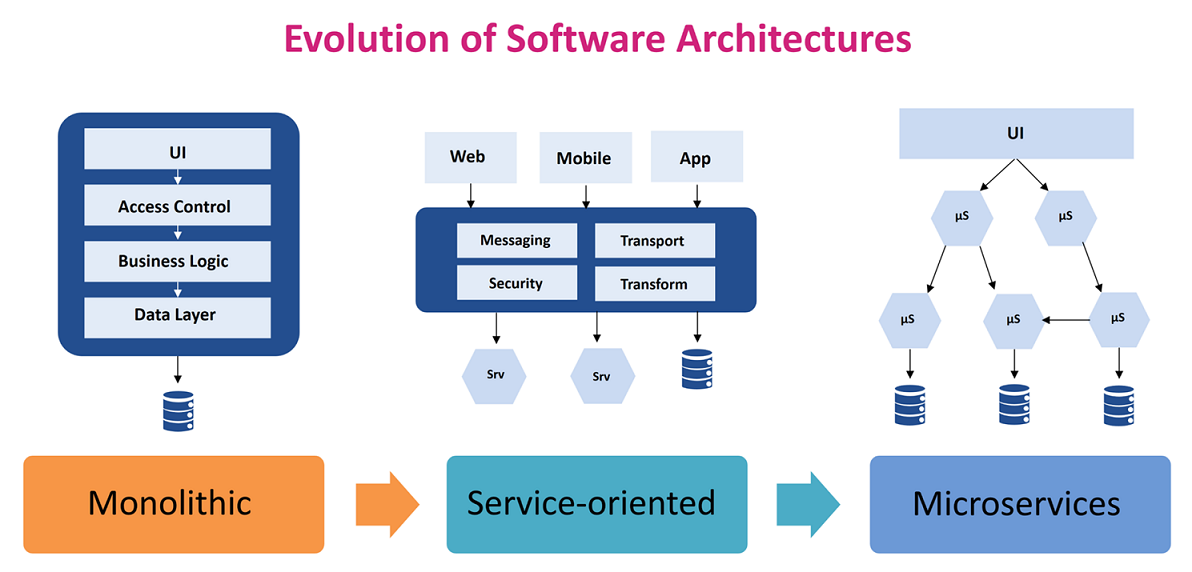 Evolution of Software Architectures
UI
Access Control
Business Logic
Data Layer
Web
Mobile
App
Messaging
Transport
Security
Transform
Srv
Srv
UI
µS
µS
µS
µS
µS
Monolithic
Service-oriented
Microservices